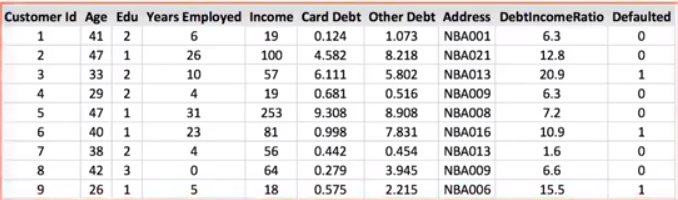 Customer Id Age Edu Years Employed Income Card Debt Other Debt Address DebtIncomeRatio Defaulted
1 41 2 6 19 0.124 1.073 NBA001 6.3 0
2 47 1 26 100 4.582 8.218 NBA021 12.8 0
3 33 2 10 57 6.111 5.802 NBA013 20.9 1
4 29 2 4 19 0.681 0.516 NBA009 6.3 0
5 47 1 31 253 9.308 8.908 NBA008 7.2 0
6 40 1 23 81 0.998 7.831 NBA016 10.9 1
7 38 2 4 56 0.442 0.454 NBA013 1.6 0
8 42 3 0 64 0.279 3.945 NBA009 6.6 0
9 26 1 5 18 0.575 2.215 NBA006 15.5 1